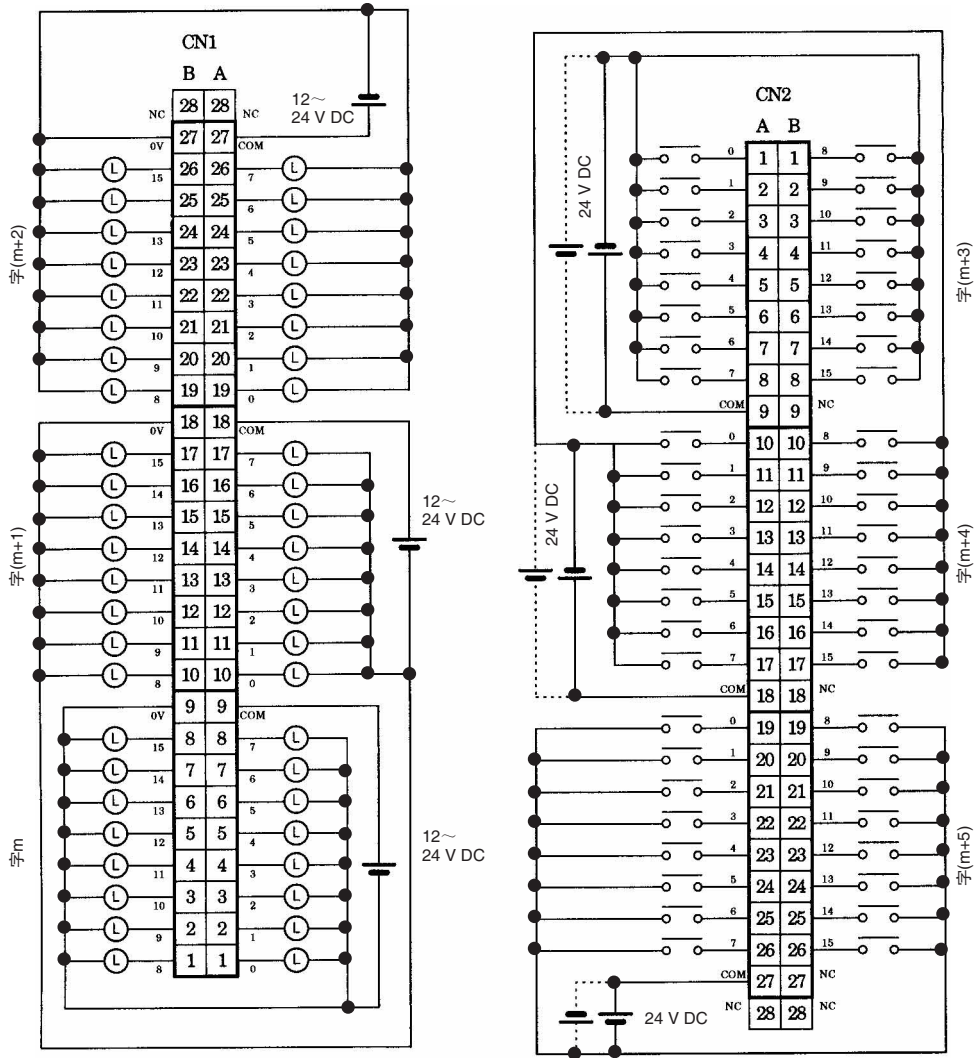 CN1
B A
12～
24 V DC
NC 28 28 NC
0V 27 27 COM
L 15 26 26 7 L
L 25 25 6 L
L 13 24 24 5 L
L 12 23 23 4 L
L 11 22 22 3 L
L 10 21 21 2 L
L 9 20 20 1 L
L 8 19 19 0 L
字(m+2)
0V 18 18 COM
L 15 17 17 7 L
L 14 16 16 6 L
L 13 15 15 5 L
L 12 14 14 4 L
L 11 13 13 3 L
L 10 12 12 2 L
L 9 11 11 1 L
L 8 10 10 0 L
字(m+1)
12～
24 V DC
0V 9 9 COM
L 15 8 8 7 L
L 14 7 7 6 L
L 13 6 6 5 L
L 12 5 5 4 L
L 11 4 4 3 L
L 10 3 3 2 L
L 9 2 2 1 L
L 8 1 1 0 L
字m
12～
24 V DC
CN2
A B
0 1 1 8
1 2 2 9
2 3 3 10
3 4 4 11
4 5 5 12
5 6 6 13
6 7 7 14
7 8 8 15
COM 9 9 NC
24 V DC
字(m+3)
0 10 10 8
1 11 11 9
2 12 12 10
3 13 13 11
4 14 14 12
5 15 15 13
6 16 16 14
7 17 17 15
COM 18 18 NC
24 V DC
字(m+4)
0 19 19 8
1 20 20 9
2 21 21 10
3 22 22 11
4 23 23 12
5 24 24 13
6 25 25 14
7 26 26 15
COM 27 27 NC
NC 28 28 NC
24 V DC
字(m+5)